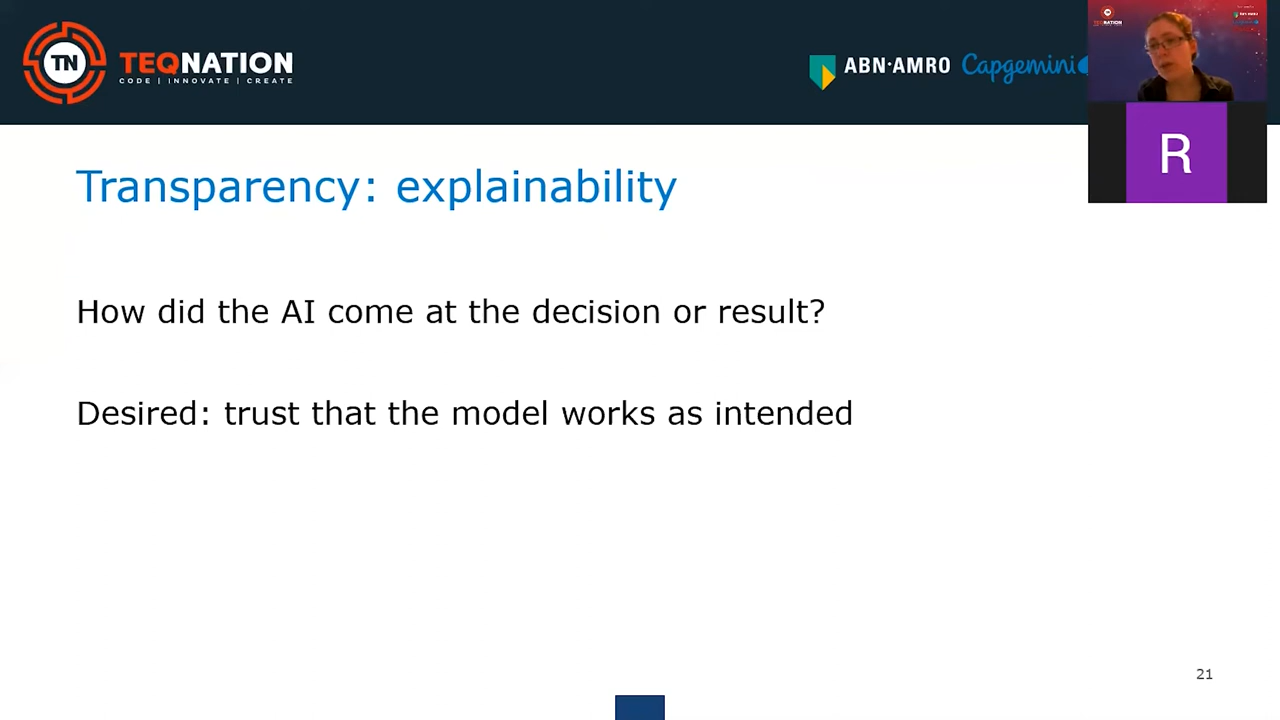 TN
TEQNATION
CODE | INNOVATE | CREATE
ABN·AMRO
Capgemini
R
Transparency: explainability
How did the AI come at the decision or result?
Desired: trust that the model works as intended
21